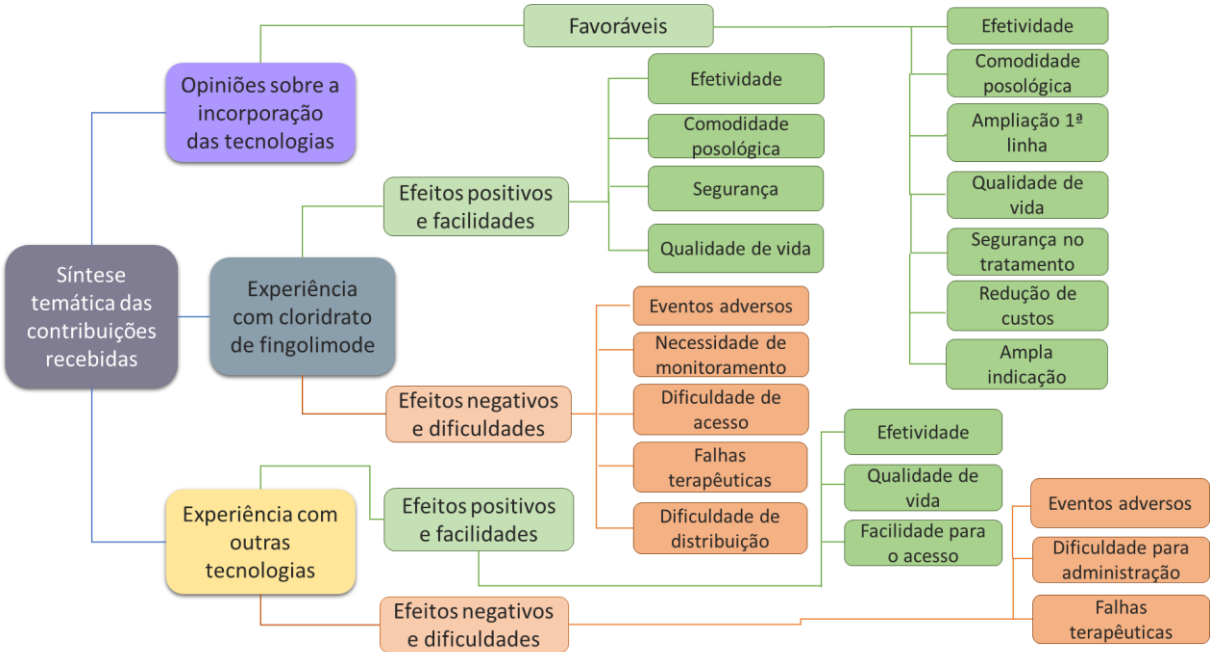 Síntese
temática das
contribuições
recebidas
Opiniões sobre a
incorporação
das tecnologias
Favoráveis
Efetividade
Comodidade
posológica
Ampliação 1ª
linha
Qualidade de
vida
Segurança no
tratamento
Redução de
custos
Ampla
indicação
Experiência
com cloridrato
de fingolimode
Efeitos positivos
e facilidades
Efetividade
Comodidade
posológica
Segurança
Qualidade de vida
Efeitos negativos
e dificuldades
Eventos adversos
Necessidade de
monitoramento
Dificuldade de
acesso
Falhas
terapêuticas
Dificuldade de
distribuição
Experiência com
outras
tecnologias
Efeitos positivos
e facilidades
Efetividade
Qualidade de
vida
Facilidade para
o acesso
Efeitos negativos
e dificuldades
Eventos adversos
Dificuldade para
administração
Falhas
terapêuticas